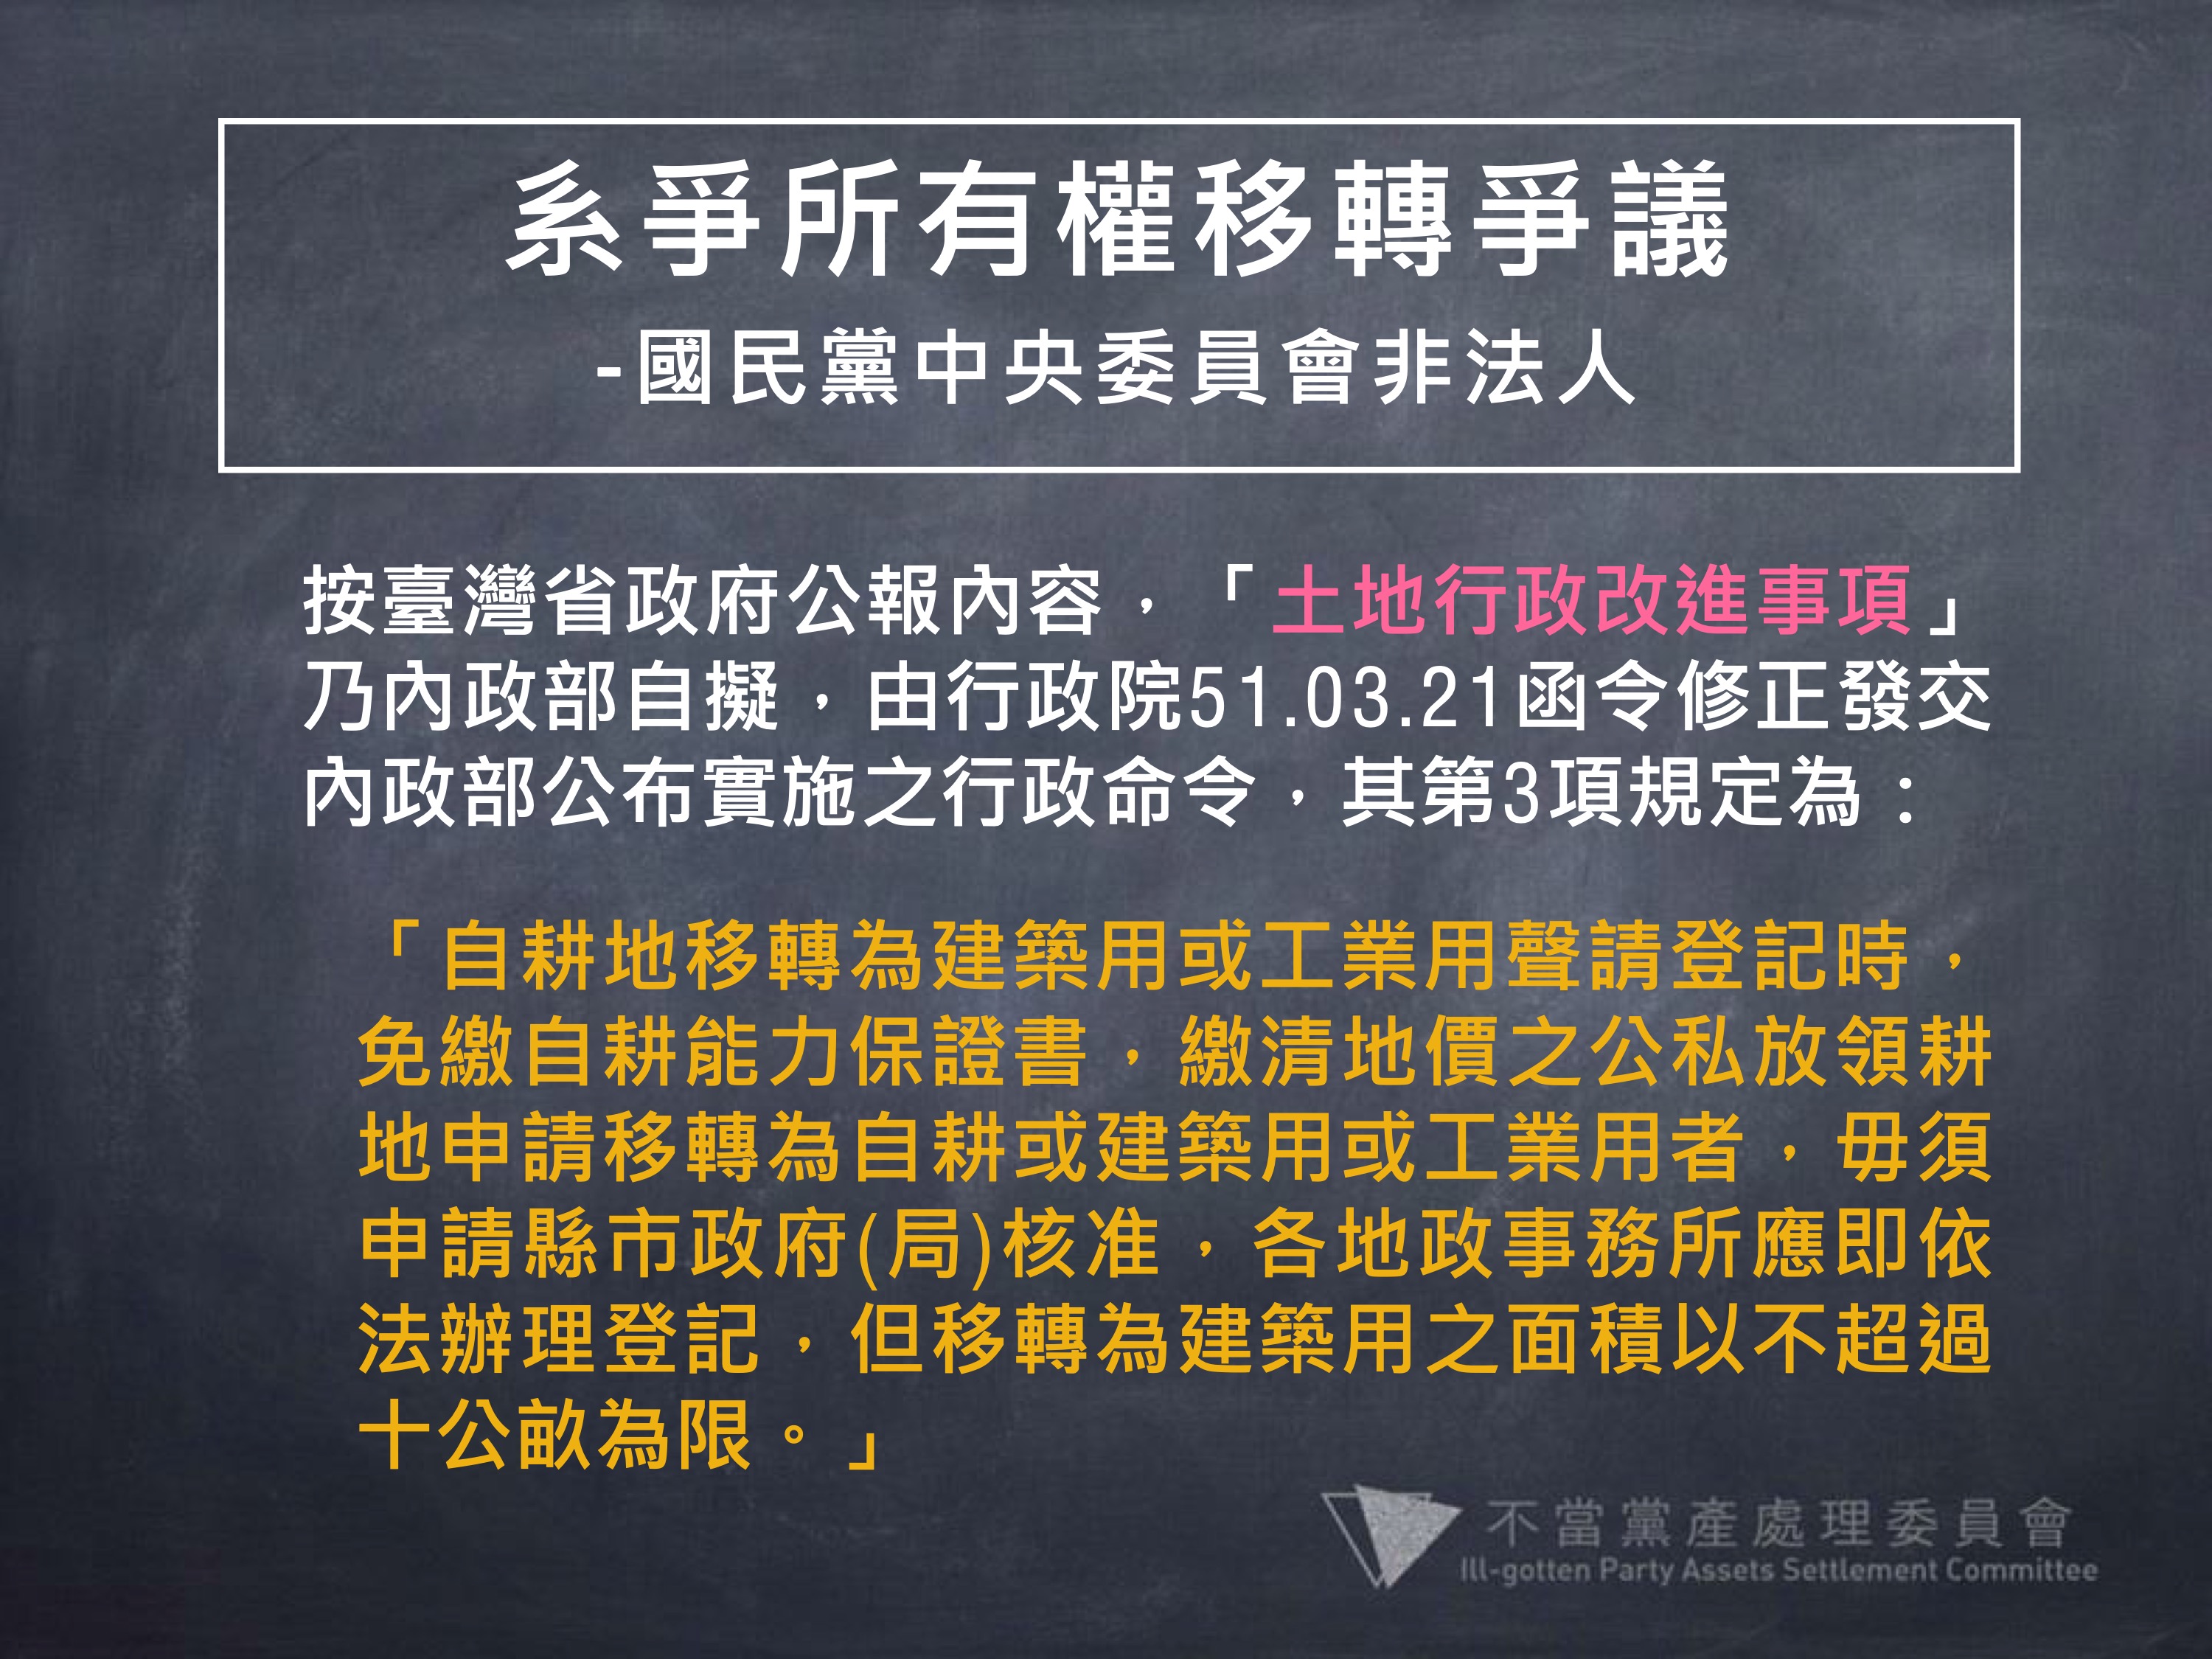 系爭所有權移轉爭議
-國民黨中央委員會非法人
按臺灣省政府公報內容，「土地行政改進事項」
乃內政部自擬，由行政院51.03.21函令修正發交
內政部公布實施之行政命令，其第3項規定為：
「自耕地移轉為建築用或工業用聲請登記時，
免繳自耕能力保證書，繳清地價之公私放領耕
地申請移轉為自耕或建築用或工業用者，毋須
申請縣市政府(局)核准，各地政事務所應即依
法辦理登記，但移轉為建築用之面積以不超過
十公畝為限。」
不當黨產處理委員會
Ill-gotten Party Assets Settlement Committee